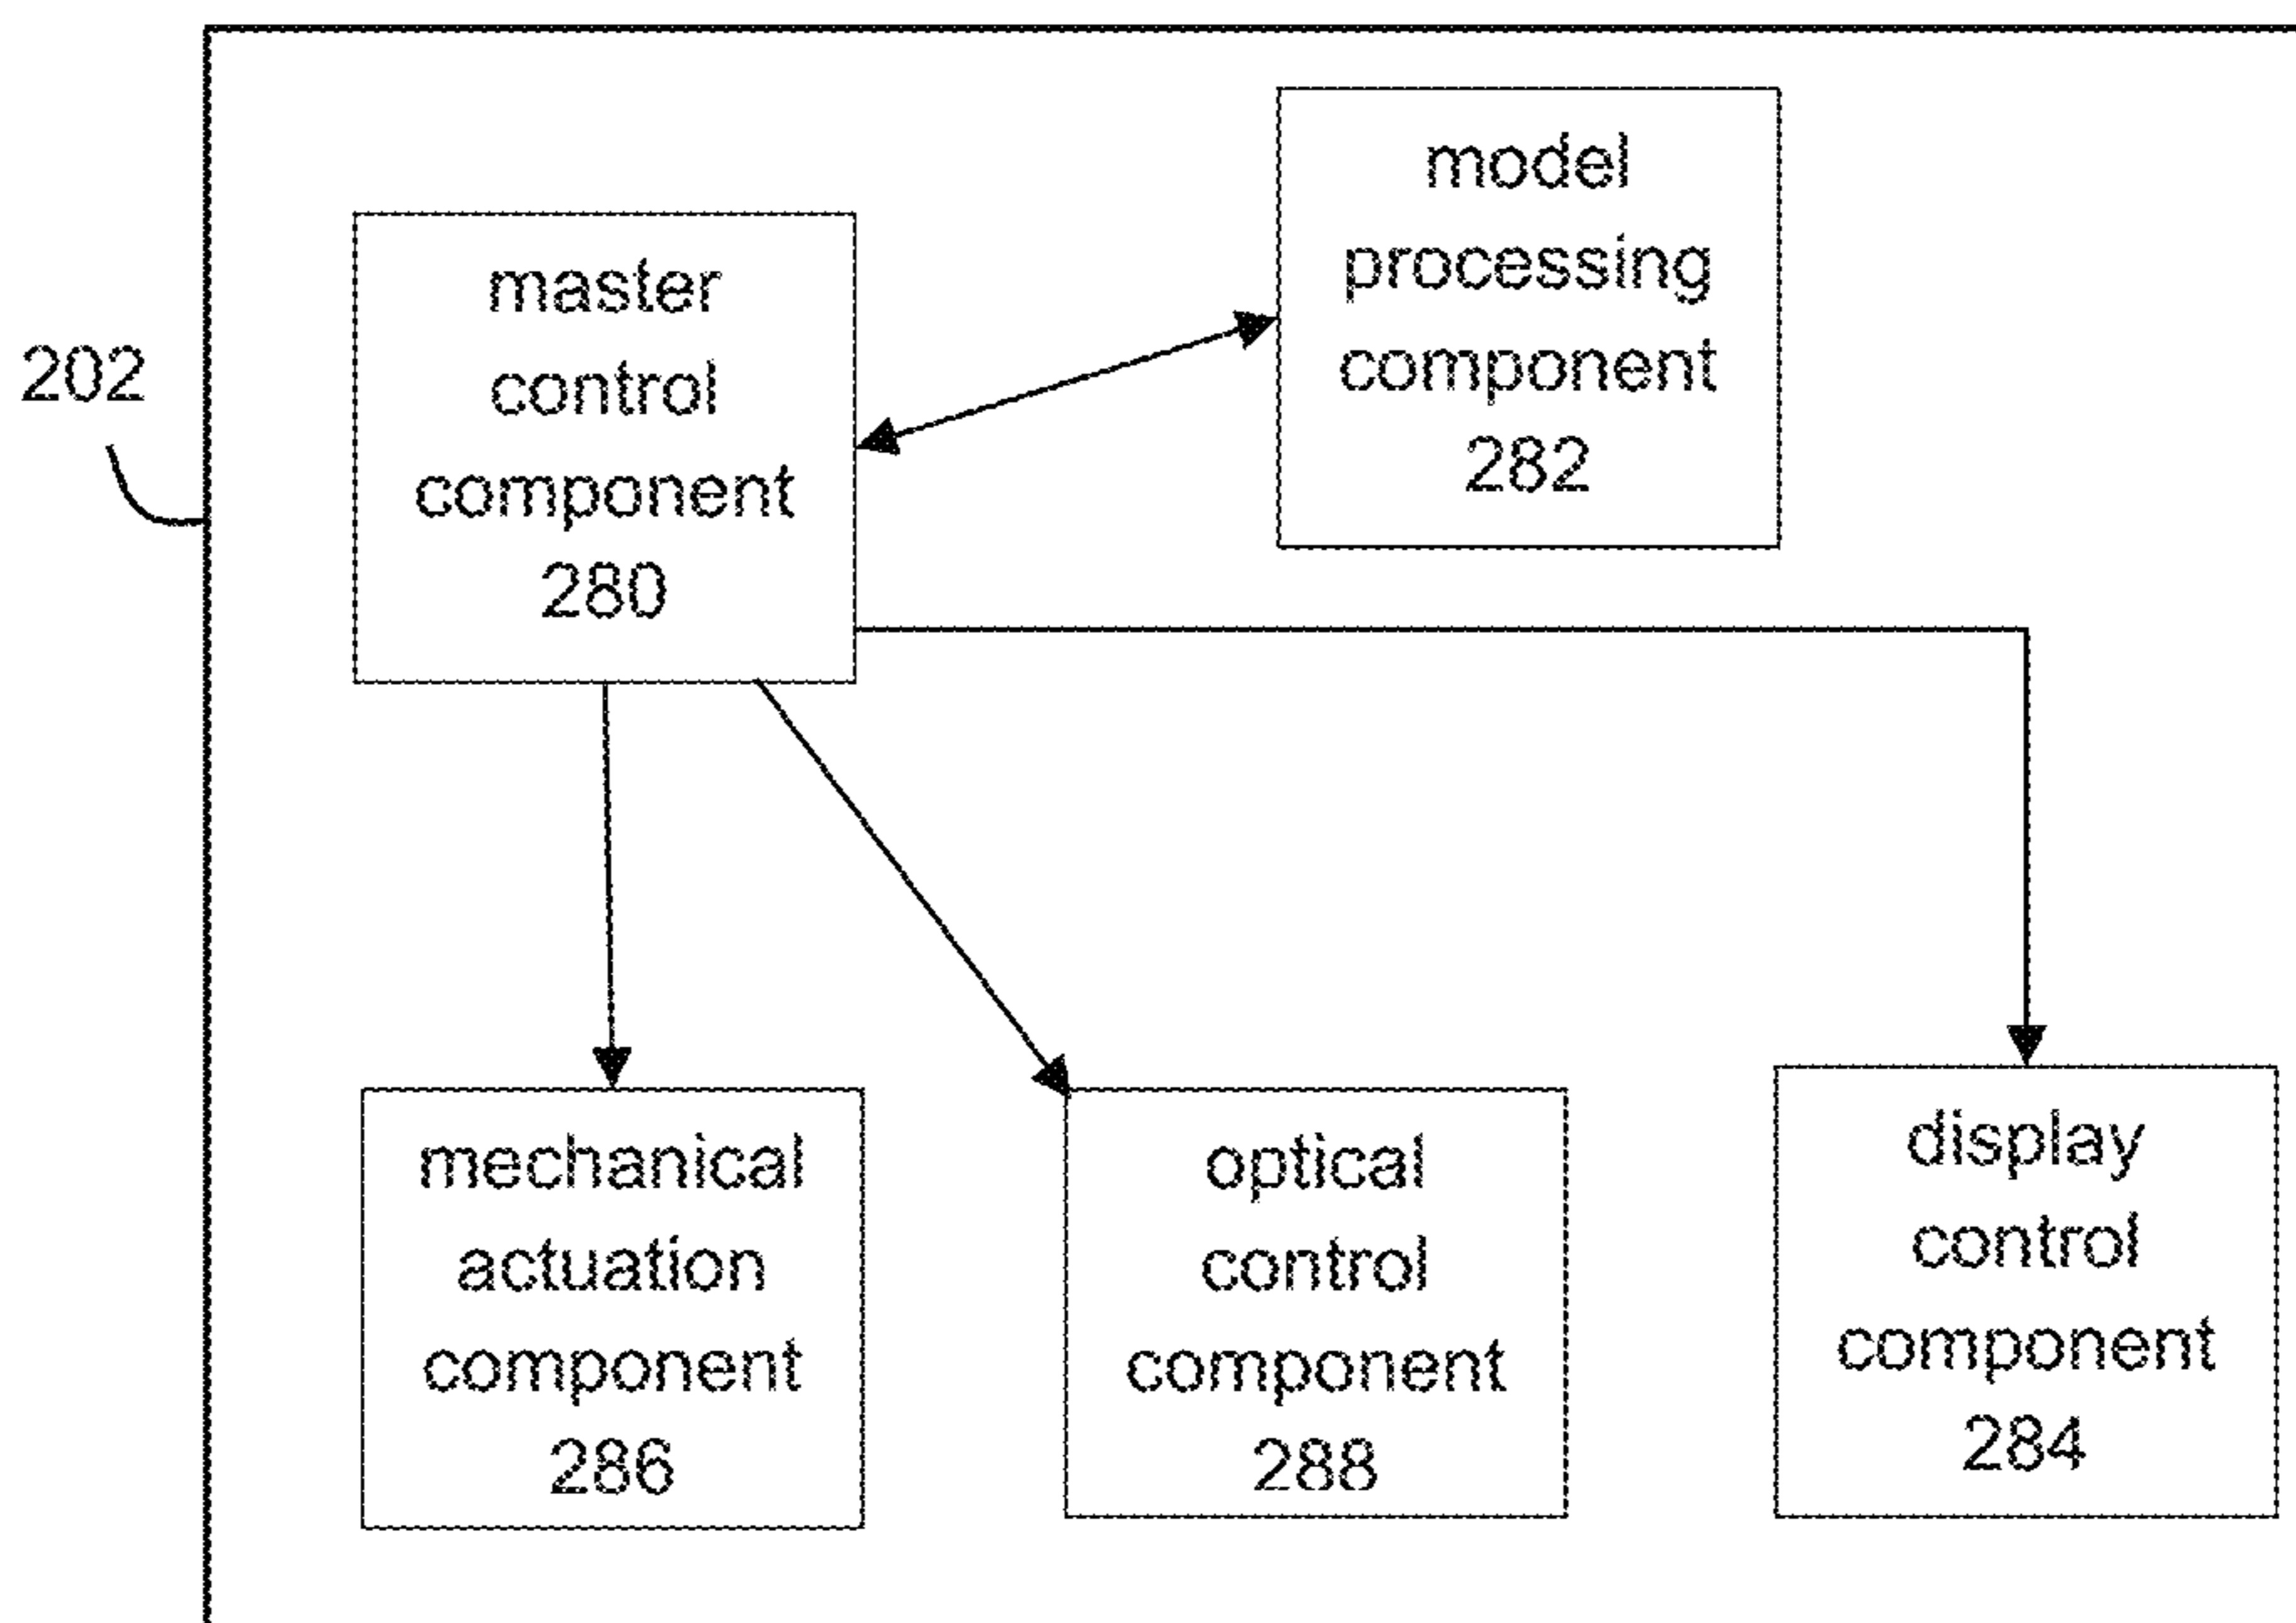 202
master
control
component
280
model
processing
component
282
mechanical
actuation
component
286
optical
control
component
288
display
control
component
284